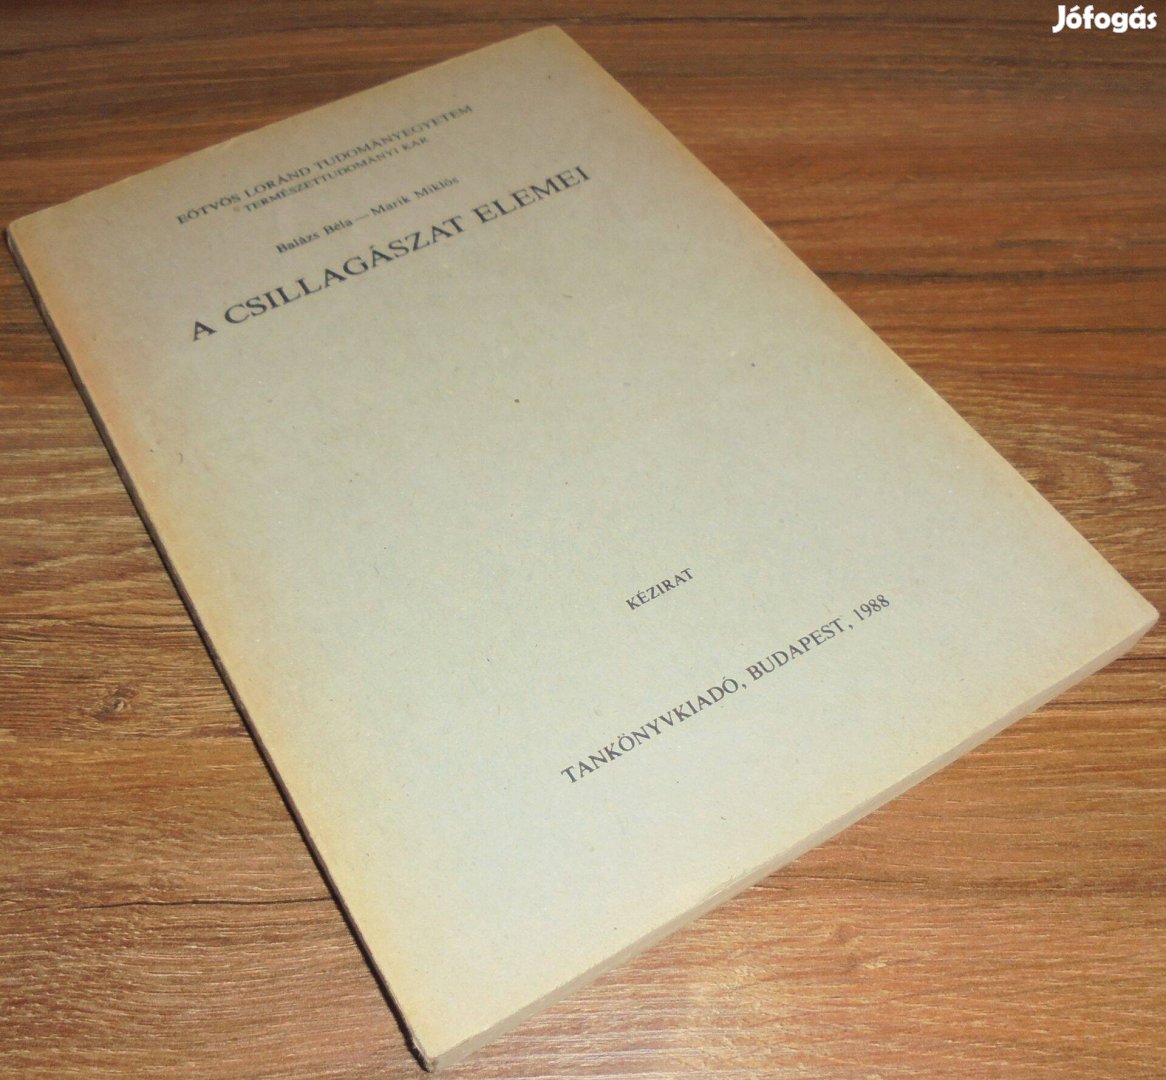 Jófogás
EÖTVÖS LORÁND TUDOMÁNYEGYETEM
TERMÉSZETTUDOMÁNYI KAR
Balázs Béla — Marik Miklós
A CSILLAGÁSZAT ELEMEI
KÉZIRAT
TANKÖNYVKIADÓ, BUDAPEST, 1988